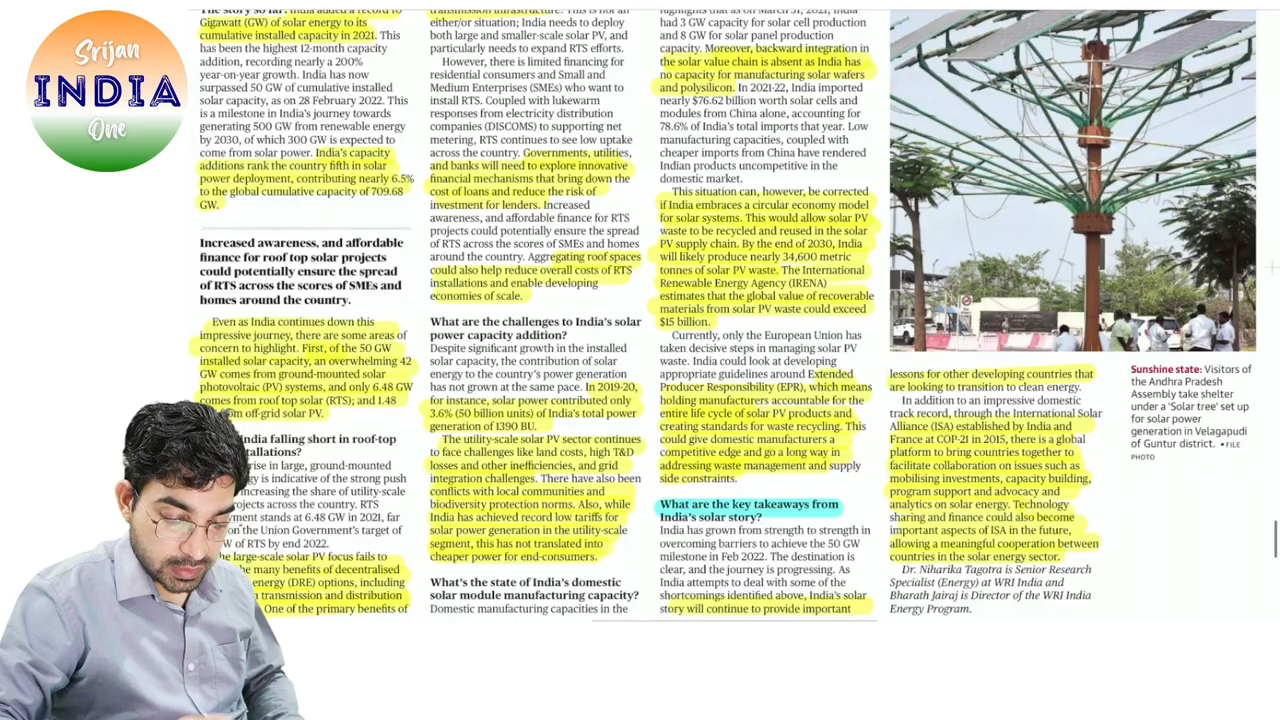 Srijan
INDIA
One
The story so far: India added a record 10
Gigawatt (GW) of solar energy to its
cumulative installed capacity in 2021. This
has been the highest 12-month capacity
addition, recording nearly a 200%
year-on-year growth. India has now
surpassed 50 GW of cumulative installed
solar capacity, as on 28 February 2022. This
is a milestone in India's journey towards
generating 500 GW from renewable energy
by 2030, of which 300 GW is expected to
come from solar power. India's capacity
additions rank the country fifth in solar
power deployment, contributing nearly 6.5%
to the global cumulative capacity of 709.68
GW.
Increased awareness, and affordable
finance for roof top solar projects
could potentially ensure the spread
of RTS across the scores of SMEs and
homes around the country.
Even as India continues down this
impressive journey, there are some areas of
concern to highlight. First, of the 50 GW
installed solar capacity, an overwhelming 42
GW comes from ground-mounted solar
photovoltaic (PV) systems, and only 6.48 GW
comes from roof top solar (RTS); and 1.48
from off-grid solar PV.
India falling short in roof-top
rise in large, ground-mounted
is indicative of the strong push
increasing the share of utility-scale
projects across the country. RTS
stands at 6.48 GW in 2021, far
the Union Government's target of
GW of RTS by end 2022.
large-scale solar PV focus fails to
the many benefits of decentralised
energy (DRE) options, including
transmission and distribution
One of the primary benefits of
transmission infrastructure. This is not an
either/or situation; India needs to deploy
both large and smaller-scale solar PV, and
particularly needs to expand RTS efforts.
However, there is limited financing for
residential consumers and Small and
Medium Enterprises (SMEs) who want to
install RTS. Coupled with lukewarm
responses from electricity distribution
companies (DISCOMS) to supporting net
metering, RTS continues to see low uptake
across the country. Governments, utilities,
and banks will need to explore innovative
financial mechanisms that bring down the
cost of loans and reduce the risk of
investment for lenders. Increased
awareness, and affordable finance for RTS
projects could potentially ensure the spread
of RTS across the scores of SMEs and homes
around the country. Aggregating roof spaces
could also help reduce overall costs of RTS
installations and enable developing
economies of scale.
What are the challenges to India's solar
power capacity addition?
Despite significant growth in the installed
solar capacity, the contribution of solar
energy to the country's power generation
has not grown at the same pace. In 2019-20,
for instance, solar power contributed only
3.6% (50 billion units) of India's total power
generation of 1390 BU.
The utility-scale solar PV sector continues
to face challenges like land costs, high T&D
losses and other inefficiencies, and grid
integration challenges. There have also been
conflicts with local communities and
biodiversity protection norms. Also, while
India has achieved record low tariffs for
solar power generation in the utility-scale
segment, this has not translated into
cheaper power for end-consumers.
What's the state of India's domestic
solar module manufacturing capacity?
Domestic manufacturing capacities in the
highlights that as on March 31, 2021, India
had 3 GW capacity for solar cell production
and 8 GW for solar panel production
capacity. Moreover, backward integration in
the solar value chain is absent as India has
no capacity for manufacturing solar wafers
and polysilicon. In 2021-22, India imported
nearly $76.62 billion worth solar cells and
modules from China alone, accounting for
78.6% of India's total imports that year. Low
manufacturing capacities, coupled with
cheaper imports from China have rendered
Indian products uncompetitive in the
domestic market.
This situation can, however, be corrected
if India embraces a circular economy model
for solar systems. This would allow solar PV
waste to be recycled and reused in the solar
PV supply chain. By the end of 2030, India
will likely produce nearly 34,600 metric
tonnes of solar PV waste. The International
Renewable Energy Agency (IRENA)
estimates that the global value of recoverable
materials from solar PV waste could exceed
$15 billion.
Currently, only the European Union has
taken decisive steps in managing solar PV
waste. India could look at developing
appropriate guidelines around Extended
Producer Responsibility (EPR), which means
holding manufacturers accountable for the
entire life cycle of solar PV products and
creating standards for waste recycling. This
could give domestic manufacturers a
competitive edge and go a long way in
addressing waste management and supply
side constraints.
What are the key takeaways from
India's solar story?
India has grown from strength to strength in
overcoming barriers to achieve the 50 GW
milestone in Feb 2022. The destination is
clear, and the journey is progressing. As
India attempts to deal with some of the
shortcomings identified above, India's solar
story will continue to provide important
lessons for other developing countries that
are looking to transition to clean energy.
In addition to an impressive domestic
track record, through the International Solar
Alliance (ISA) established by India and
France at COP-21 in 2015, there is a global
platform to bring countries together to
facilitate collaboration on issues such as
mobilising investments, capacity building,
program support and advocacy and
analytics on solar energy. Technology
sharing and finance could also become
important aspects of ISA in the future,
allowing a meaningful cooperation between
countries in the solar energy sector.
Dr. Niharika Tagotra is Senior Research
Specialist (Energy) at WRI India and
Bharath Jairaj is Director of the WRI India
Energy Program.
Sunshine state: Visitors of
the Andhra Pradesh
Assembly take shelter
under a 'Solar tree' set up
for solar power
generation in Velagapudi
of Guntur district. • FILE
PHOTO